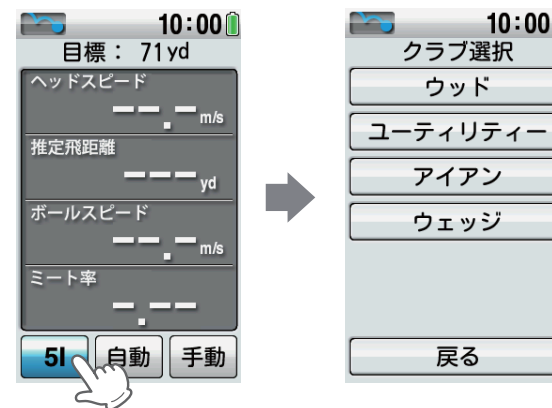 10:00
目標： 71yd
ヘッドスピード
--.- m/s
推定飛距離
--- yd
ボールスピード
--.- m/s
ミート率
-.--
5I 自動 手動
10:00
クラブ選択
ウッド
ユーティリティー
アイアン
ウェッジ
戻る